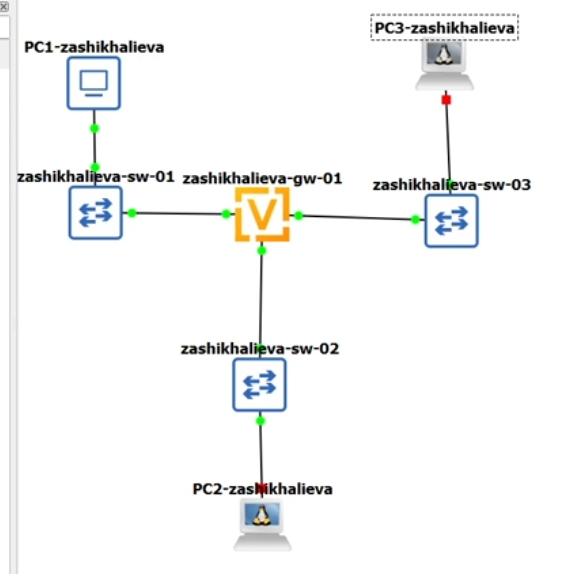 PC3-zashikhalieva
PC1-zashikhalieva
zashikhalieva-sw-01
zashikhalieva-gw-01
zashikhalieva-sw-03
V
zashikhalieva-sw-02
PC2-zashikhalieva